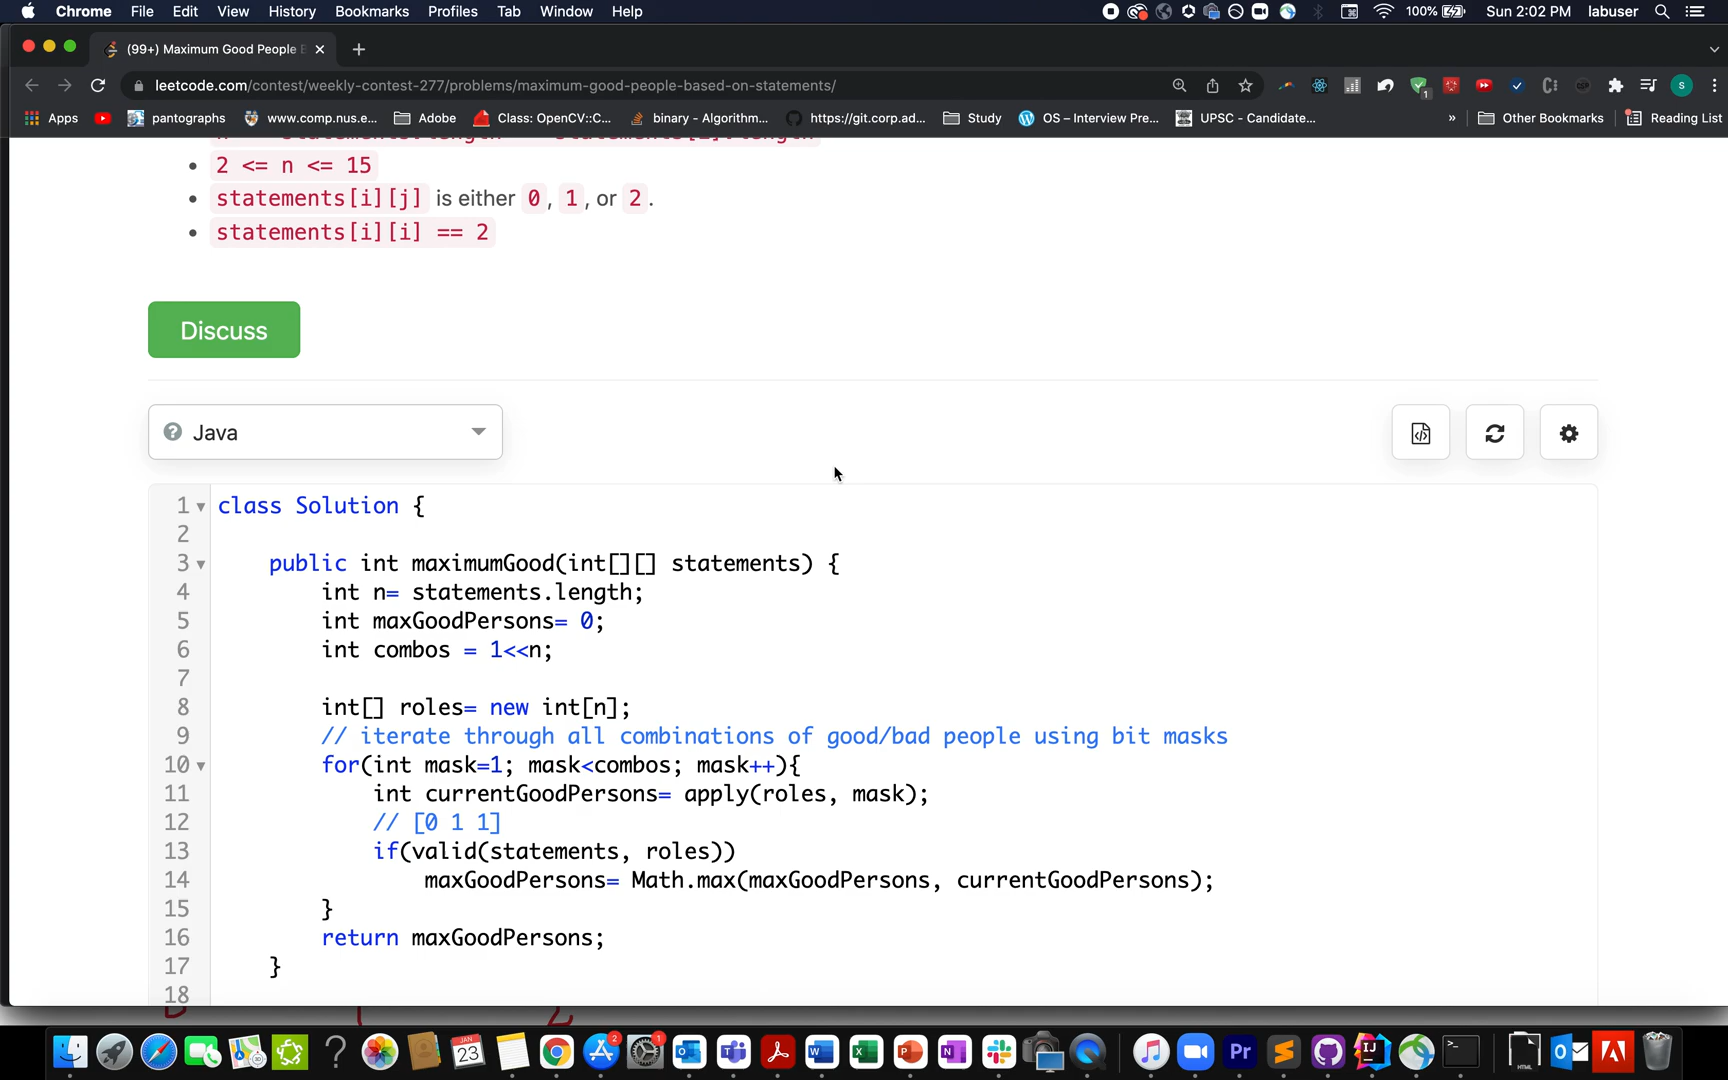 Chrome File Edit View History Bookmarks Profiles Tab Window Help 100% Sun 2:02 PM labuser
(99+) Maximum Good People
leetcode.com/contest/weekly-contest-277/problems/maximum-good-people-based-on-statements/
Apps pantographs www.comp.nus.e... Adobe Class: OpenCV::C... binary - Algorithm... https://git.corp.ad... Study OS – Interview Pre... UPSC - Candidate... » Other Bookmarks Reading List
2 <= n <= 15
statements[i][j] is either 0, 1, or 2.
statements[i][i] == 2
Discuss
Java
1 class Solution {
2
3 public int maximumGood(int[][] statements) {
4 int n= statements.length;
5 int maxGoodPersons= 0;
6 int combos = 1<<n;
7
8 int[] roles= new int[n];
9 // iterate through all combinations of good/bad people using bit masks
10 for(int mask=1; mask<combos; mask++){
11 int currentGoodPersons= apply(roles, mask);
12 // [0 1 1]
13 if(valid(statements, roles))
14 maxGoodPersons= Math.max(maxGoodPersons, currentGoodPersons);
15 }
16 return maxGoodPersons;
17 }
18